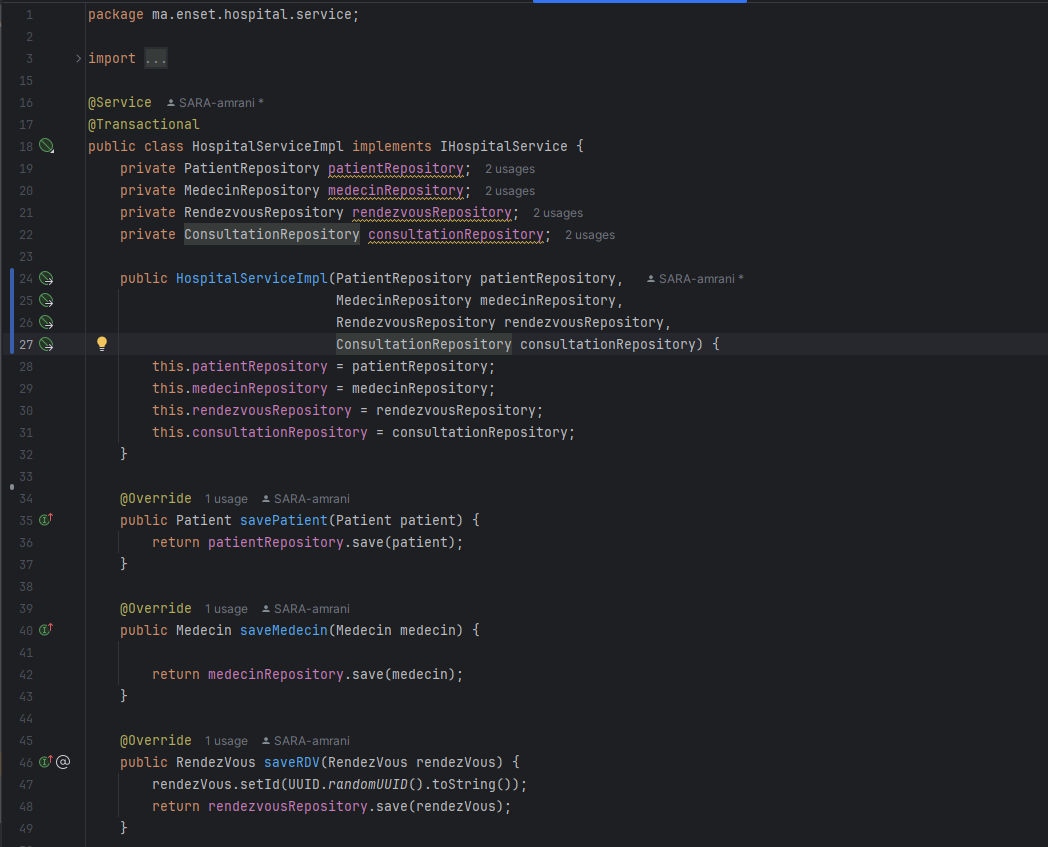 1 package ma.enset.hospital.service;
2
3 import ...
15
16 @Service SARA-amrani *
17 @Transactional
18 public class HospitalServiceImpl implements IHospitalService {
19 private PatientRepository patientRepository; 2 usages
20 private MedecinRepository medecinRepository; 2 usages
21 private RendezvousRepository rendezvousRepository; 2 usages
22 private ConsultationRepository consultationRepository; 2 usages
23
24 public HospitalServiceImpl(PatientRepository patientRepository, SARA-amrani *
25 MedecinRepository medecinRepository,
26 RendezvousRepository rendezvousRepository,
27 ConsultationRepository consultationRepository) {
28 this.patientRepository = patientRepository;
29 this.medecinRepository = medecinRepository;
30 this.rendezvousRepository = rendezvousRepository;
31 this.consultationRepository = consultationRepository;
32 }
33
34 @Override 1 usage SARA-amrani
35 public Patient savePatient(Patient patient) {
36 return patientRepository.save(patient);
37 }
38
39 @Override 1 usage SARA-amrani
40 public Medecin saveMedecin(Medecin medecin) {
41
42 return medecinRepository.save(medecin);
43 }
44
45 @Override 1 usage SARA-amrani
46 public RendezVous saveRDV(RendezVous rendezVous) {
47 rendezVous.setId(UUID.randomUUID().toString());
48 return rendezvousRepository.save(rendezVous);
49 }